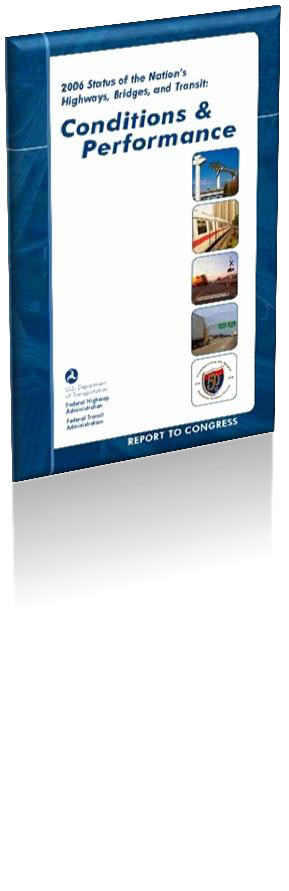 2006 Status of the Nation's
Highways, Bridges, and Transit:
Conditions &
Performance
U.S. Department
of Transportation
Federal Highway
Administration
Federal Transit
Administration
REPORT TO CONGRESS